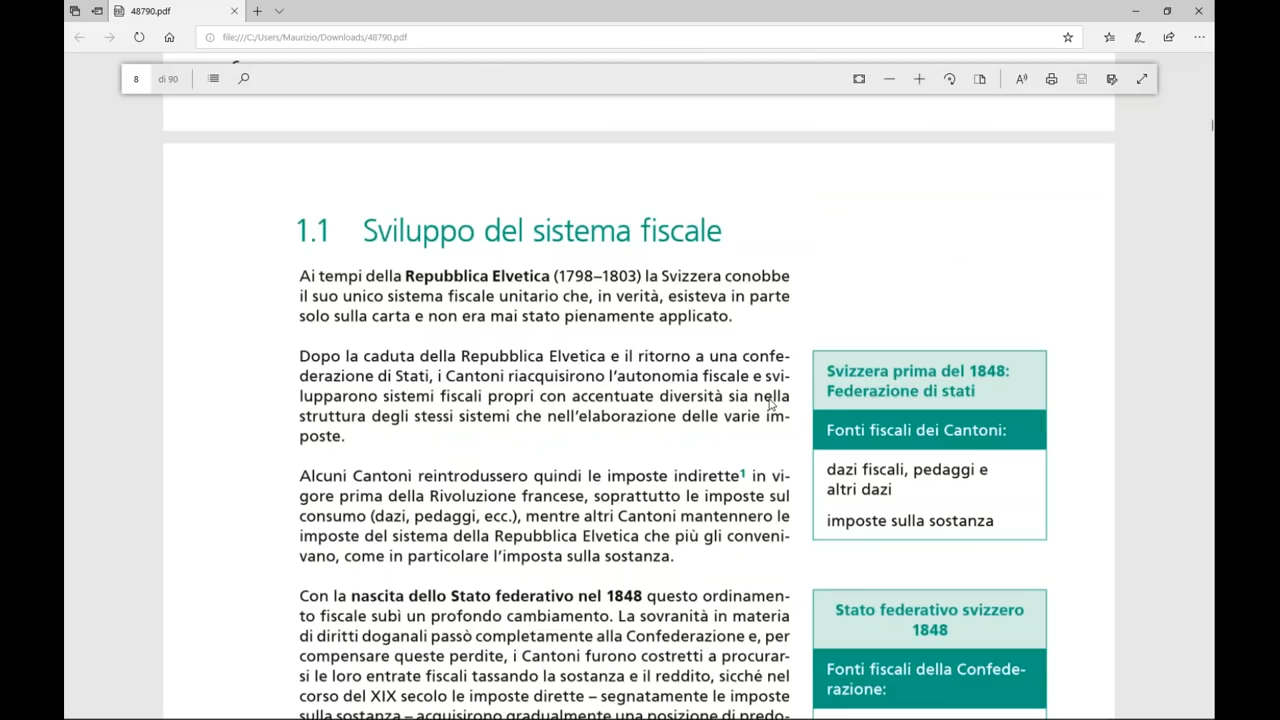 48790.pdf
file:///C:/Users/Maurizio/Downloads/48790.pdf
8 di 90
1.1 Sviluppo del sistema fiscale
Ai tempi della Repubblica Elvetica (1798–1803) la Svizzera conobbe
il suo unico sistema fiscale unitario che, in verità, esisteva in parte
solo sulla carta e non era mai stato pienamente applicato.
Dopo la caduta della Repubblica Elvetica e il ritorno a una confe-
derazione di Stati, i Cantoni riacquisirono l'autonomia fiscale e svi-
lupparono sistemi fiscali propri con accentuate diversità sia nella
struttura degli stessi sistemi che nell'elaborazione delle varie im-
poste.
Alcuni Cantoni reintrodussero quindi le imposte indirette1 in vi-
gore prima della Rivoluzione francese, soprattutto le imposte sul
consumo (dazi, pedaggi, ecc.), mentre altri Cantoni mantennero le
imposte del sistema della Repubblica Elvetica che più gli conveni-
vano, come in particolare l'imposta sulla sostanza.
Con la nascita dello Stato federativo nel 1848 questo ordinamen-
to fiscale subì un profondo cambiamento. La sovranità in materia
di diritti doganali passò completamente alla Confederazione e, per
compensare queste perdite, i Cantoni furono costretti a procurar-
si le loro entrate fiscali tassando la sostanza e il reddito, sicché nel
corso del XIX secolo le imposte dirette – segnatamente le imposte
sulla sostanza – acquisirono gradualmente una posizione di predo-
Svizzera prima del 1848:
Federazione di stati
Fonti fiscali dei Cantoni:
dazi fiscali, pedaggi e
altri dazi
imposte sulla sostanza
Stato federativo svizzero
1848
Fonti fiscali della Confede-
razione: